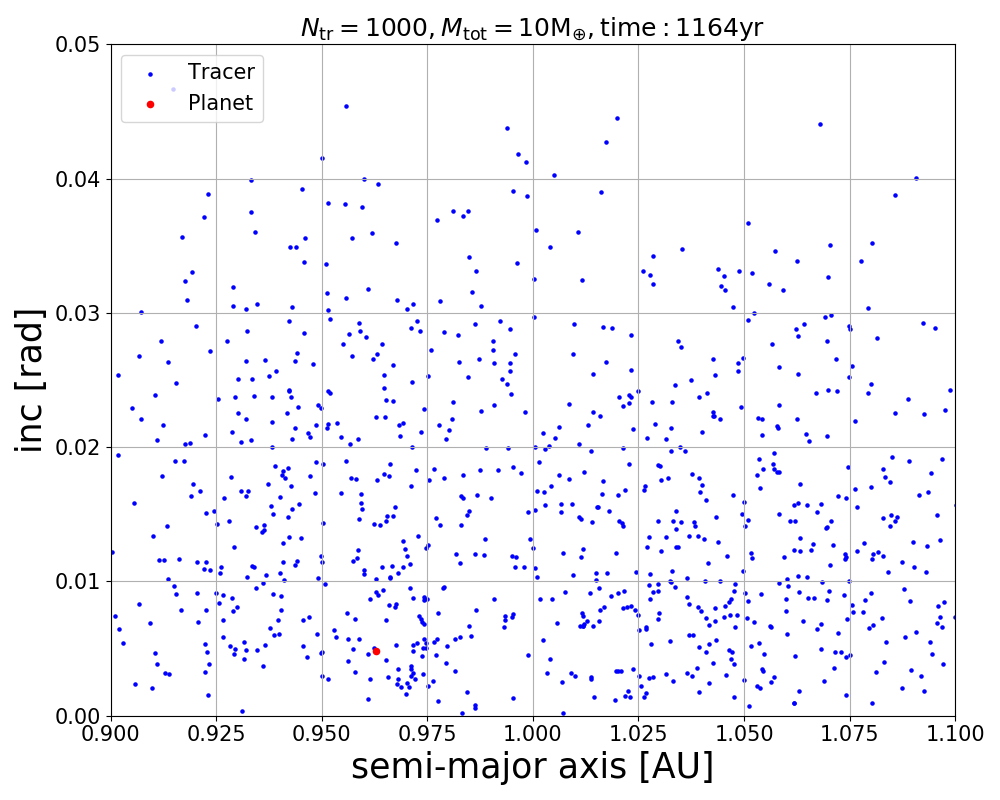 N_tr = 1000, M_tot = 10M_⊕, time : 1164yr
0.05
Tracer
Planet
0.04
0.03
inc [rad]
0.02
0.01
0.00
0.900 0.925 0.950 0.975 1.000 1.025 1.050 1.075 1.100
semi-major axis [AU]